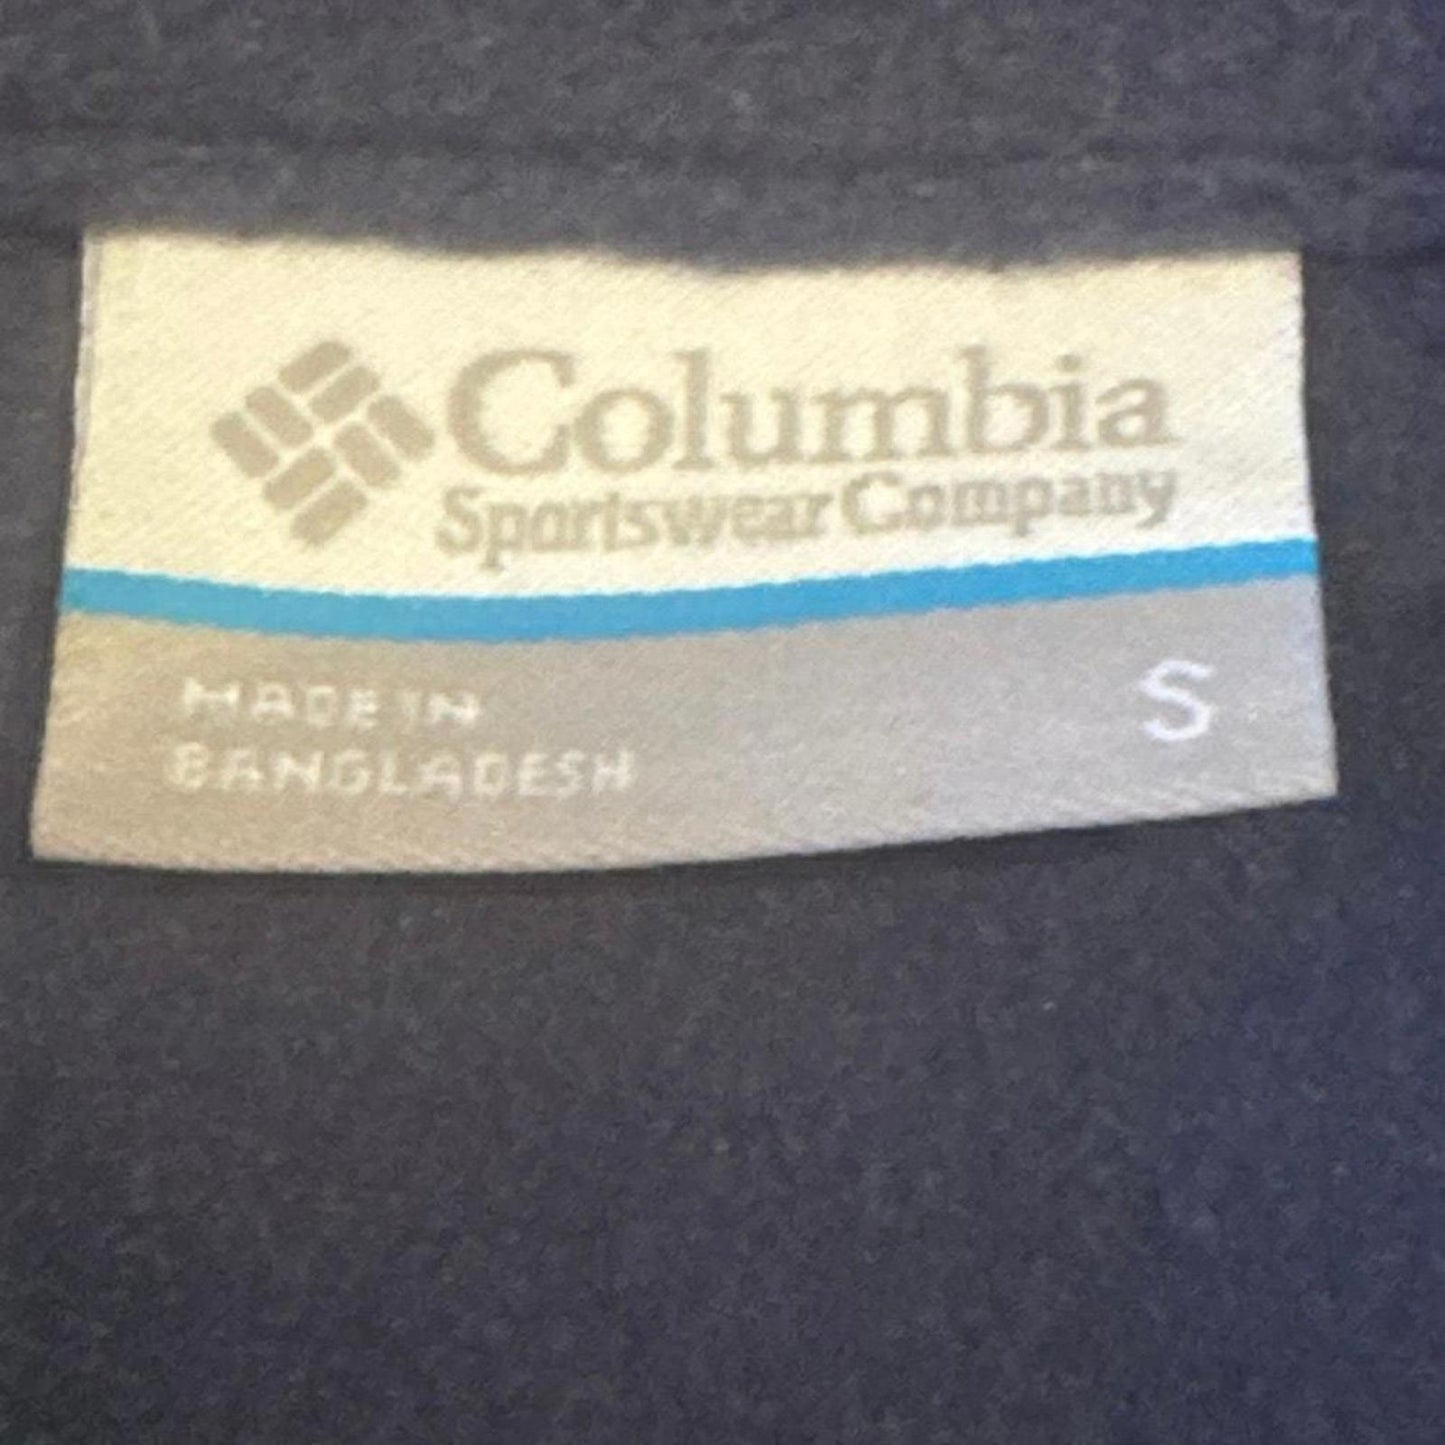 Columbia
Sportswear Company
MADE IN
BANGLADESH
S